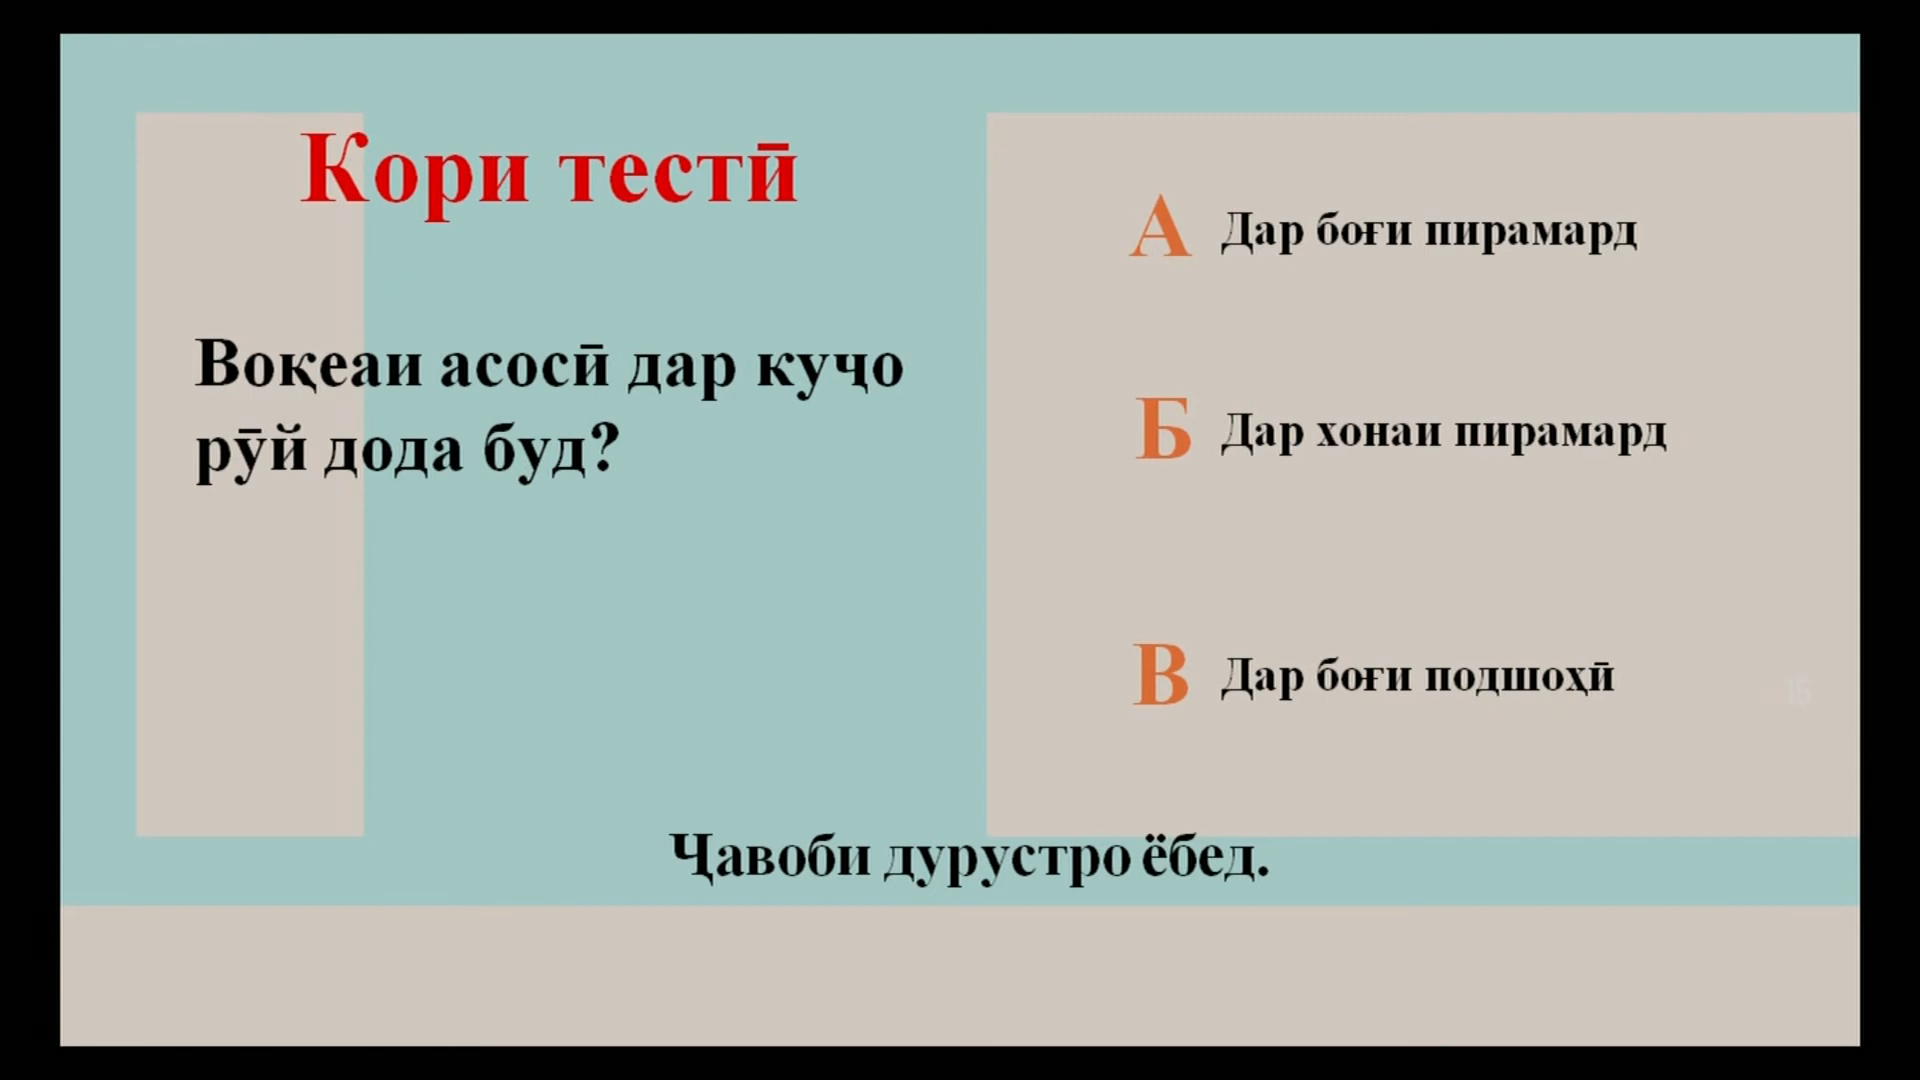 Кори тестӣ
Воқеаи асосӣ дар куҷо
рӯй дода буд?
А Дар боғи пирамард
Б Дар хонаи пирамард
В Дар боғи подшоҳӣ
15
Ҷавоби дурустро ёбед.